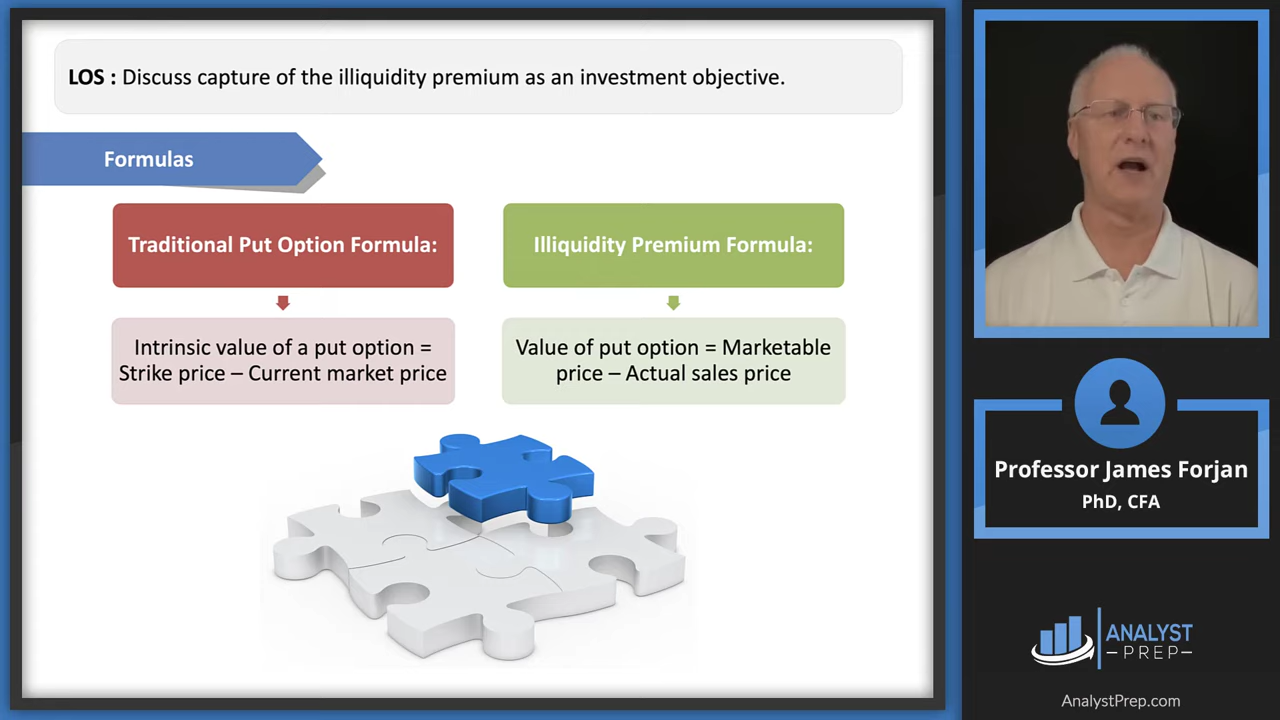 LOS : Discuss capture of the illiquidity premium as an investment objective.
Formulas
Traditional Put Option Formula:
Intrinsic value of a put option =
Strike price – Current market price
Illiquidity Premium Formula:
Value of put option = Marketable
price – Actual sales price
Professor James Forjan
PhD, CFA
ANALYST
–PREP–
AnalystPrep.com